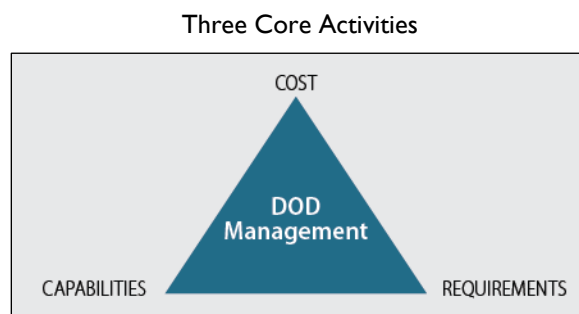 Three Core Activities
COST
DOD
Management
CAPABILITIES
REQUIREMENTS